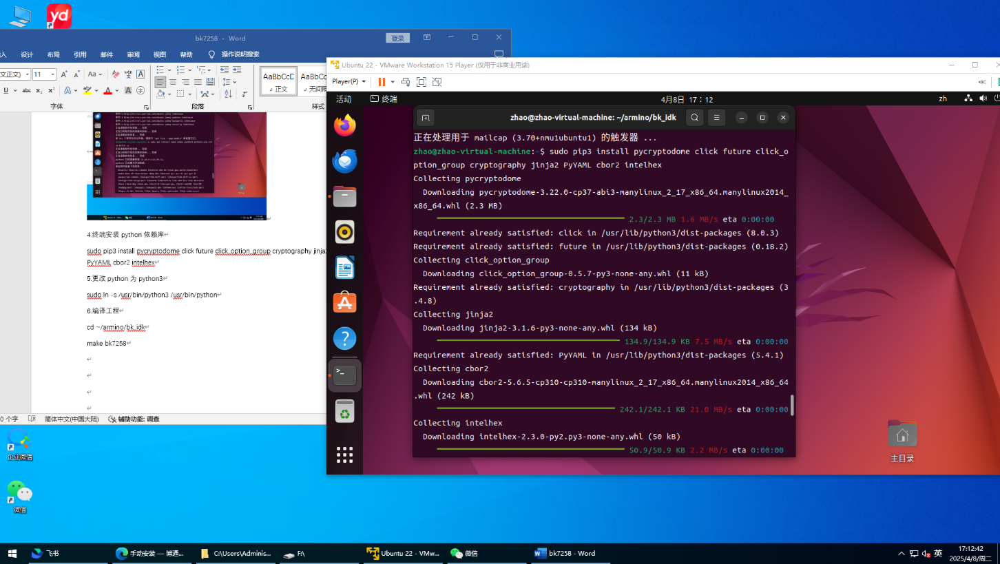 yd
bk7258 - Word
登录
入 设计 布局 引用 邮件 审阅 视图 帮助 操作说明搜索
文正文) 11 A A Aa
wén 文 A
U abc x₂ x² A A A 字
AaBbCcD AaBbCc
正文 无间隔
字体 段落 样式
4.终端安装 python 依赖库
sudo pip3 install pycryptodome click future click_option_group cryptography jinja2
PyYAML cbor2 intelhex
5.更改 python 为 python3
sudo ln -s /usr/bin/python3 /usr/bin/python
6.编译工程
cd ~/armino/bk_idk
make bk7258
0 个字 简体中文(中国大陆) 辅助功能: 调查
Ubuntu 22 - VMware Workstation 15 Player (仅用于非商业用途)
Player(P)
活动 终端 4月8日 17：12 zh
zhao@zhao-virtual-machine: ~/armino/bk_idk
正在处理用于 mailcap (3.70+nmu1ubuntu1) 的触发器 ...
zhao@zhao-virtual-machine:~$ sudo pip3 install pycryptodome click future click_o
ption_group cryptography jinja2 PyYAML cbor2 intelhex
Collecting pycryptodome
Downloading pycryptodome-3.22.0-cp37-abi3-manylinux_2_17_x86_64.manylinux2014_
x86_64.whl (2.3 MB)
2.3/2.3 MB 1.6 MB/s eta 0:00:00
Requirement already satisfied: click in /usr/lib/python3/dist-packages (8.0.3)
Requirement already satisfied: future in /usr/lib/python3/dist-packages (0.18.2)
Collecting click_option_group
Downloading click_option_group-0.5.7-py3-none-any.whl (11 kB)
Requirement already satisfied: cryptography in /usr/lib/python3/dist-packages (3
.4.8)
Collecting jinja2
Downloading jinja2-3.1.6-py3-none-any.whl (134 kB)
134.9/134.9 KB 7.5 MB/s eta 0:00:00
Requirement already satisfied: PyYAML in /usr/lib/python3/dist-packages (5.4.1)
Collecting cbor2
Downloading cbor2-5.6.5-cp310-cp310-manylinux_2_17_x86_64.manylinux2014_x86_64
.whl (242 kB)
242.1/242.1 KB 21.0 MB/s eta 0:00:00
Collecting intelhex
Downloading intelhex-2.3.0-py2.py3-none-any.whl (50 kB)
50.9/50.9 KB 2.2 MB/s eta 0:00:00
主目录
企业微信
微信
飞书 手动安装 — 博通... C:\Users\Adminis... F:\ Ubuntu 22 - VMw... 微信 bk7258 - Word
英
17:12:42
2025/4/8/周二